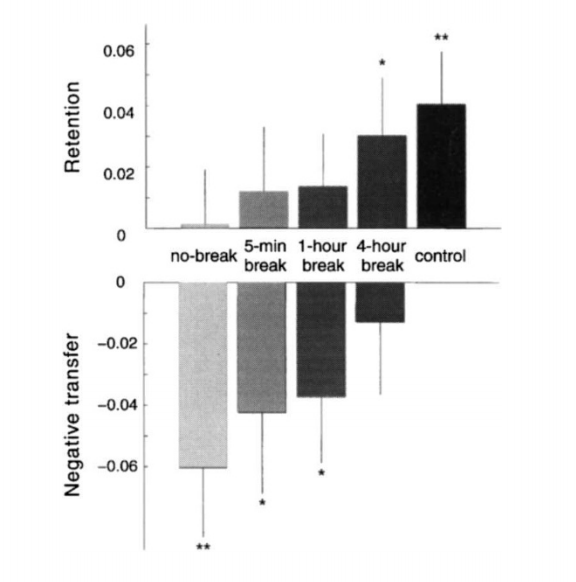 Retention
0.06
0.04
0.02
0
*
**
no-break
5-min
break
1-hour
break
4-hour
break
control
Negative transfer
0
−0.02
−0.04
−0.06
**
*
*